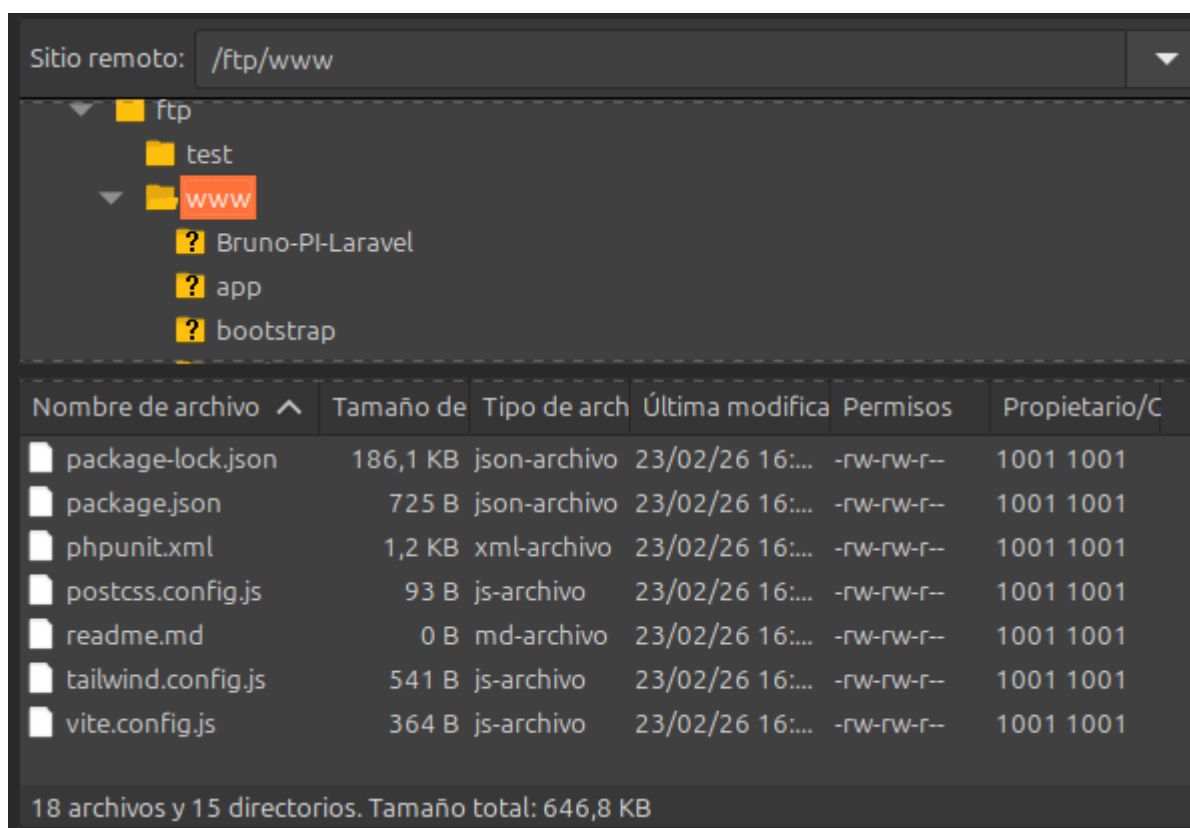 Sitio remoto: /ftp/www
ftp
test
www
Bruno-PI-Laravel
app
bootstrap
Nombre de archivo Tamaño de Tipo de arch Última modifica Permisos Propietario/C
package-lock.json 186,1 KB json-archivo 23/02/26 16:... -rw-rw-r-- 1001 1001
package.json 725 B json-archivo 23/02/26 16:... -rw-rw-r-- 1001 1001
phpunit.xml 1,2 KB xml-archivo 23/02/26 16:... -rw-rw-r-- 1001 1001
postcss.config.js 93 B js-archivo 23/02/26 16:... -rw-rw-r-- 1001 1001
readme.md 0 B md-archivo 23/02/26 16:... -rw-rw-r-- 1001 1001
tailwind.config.js 541 B js-archivo 23/02/26 16:... -rw-rw-r-- 1001 1001
vite.config.js 364 B js-archivo 23/02/26 16:... -rw-rw-r-- 1001 1001
18 archivos y 15 directorios. Tamaño total: 646,8 KB